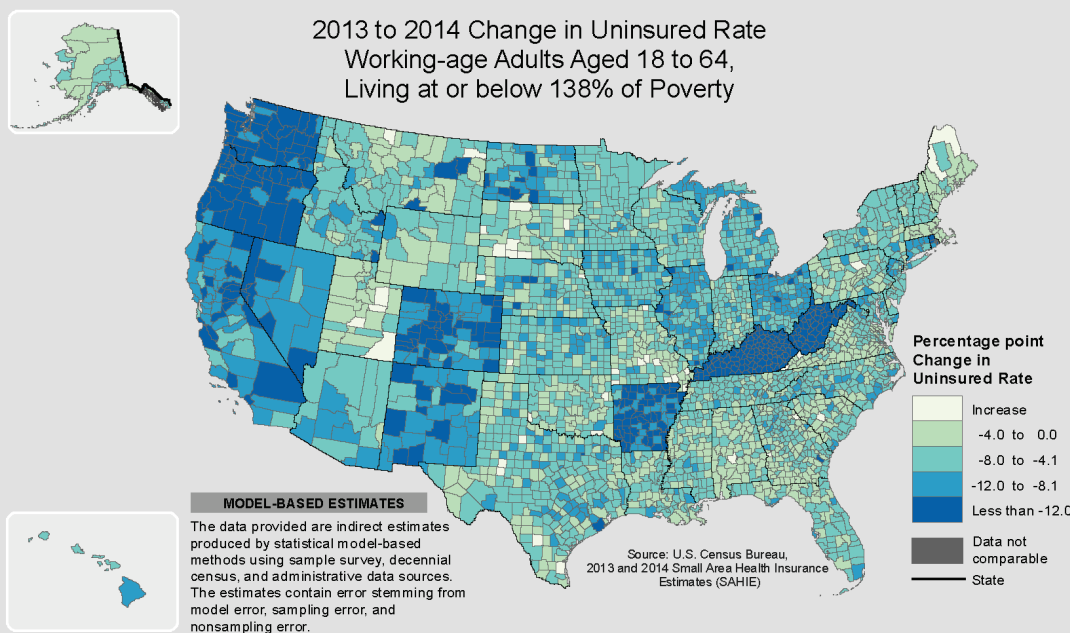 2013 to 2014 Change in Uninsured Rate
Working-age Adults Aged 18 to 64,
Living at or below 138% of Poverty
Percentage point
Change in
Uninsured Rate
Increase
-4.0 to 0.0
-8.0 to -4.1
-12.0 to -8.1
Less than -12.0
Data not
comparable
State
MODEL-BASED ESTIMATES
The data provided are indirect estimates
produced by statistical model-based
methods using sample survey, decennial
census, and administrative data sources.
The estimates contain error stemming from
model error, sampling error, and
nonsampling error.
Source: U.S. Census Bureau,
2013 and 2014 Small Area Health Insurance
Estimates (SAHIE)